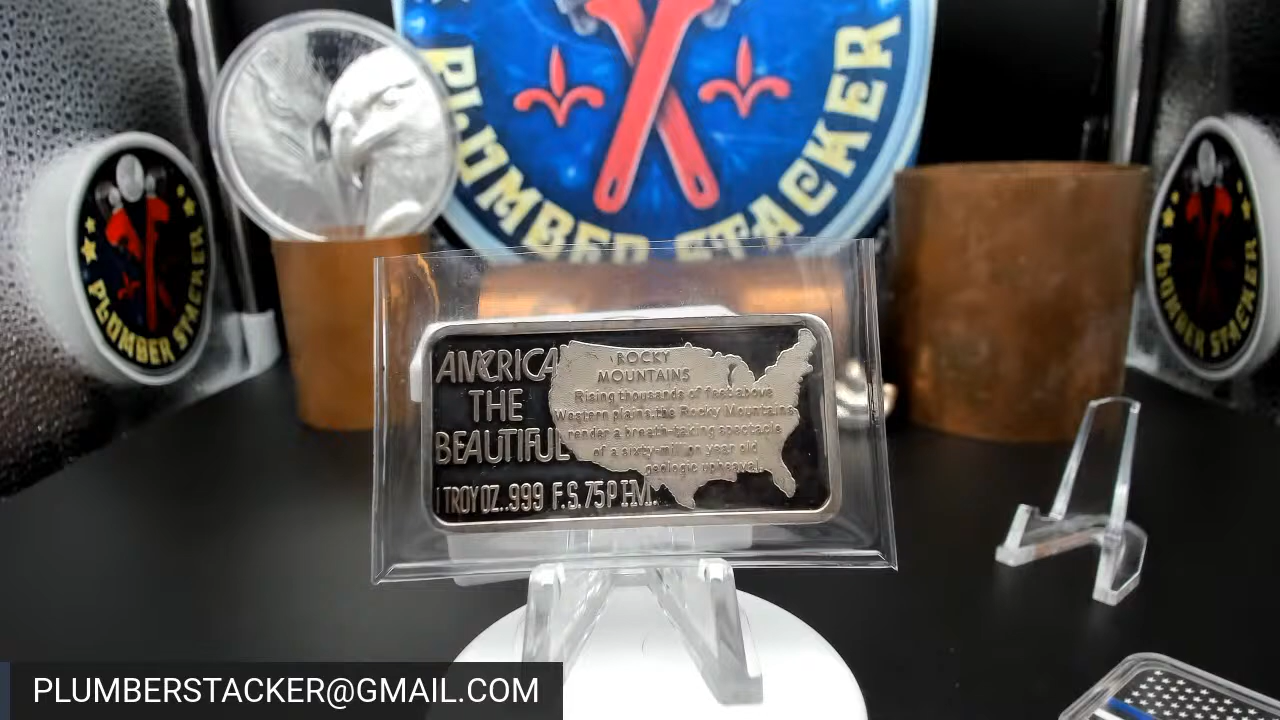 PLUMBER STACKER
PLUMBER STACKER
PLUMBER STACKER
AMERICA
THE
BEAUTIFUL
1 TROY OZ..999 F.S. 75P H.M.
ROCKY
MOUNTAINS
Rising thousands of feet above
Western plains.the Rocky Mountains
render a breath-taking spectacle
of a sixty-million year old
geologic upheaval.
PLUMBERSTACKER@GMAIL.COM